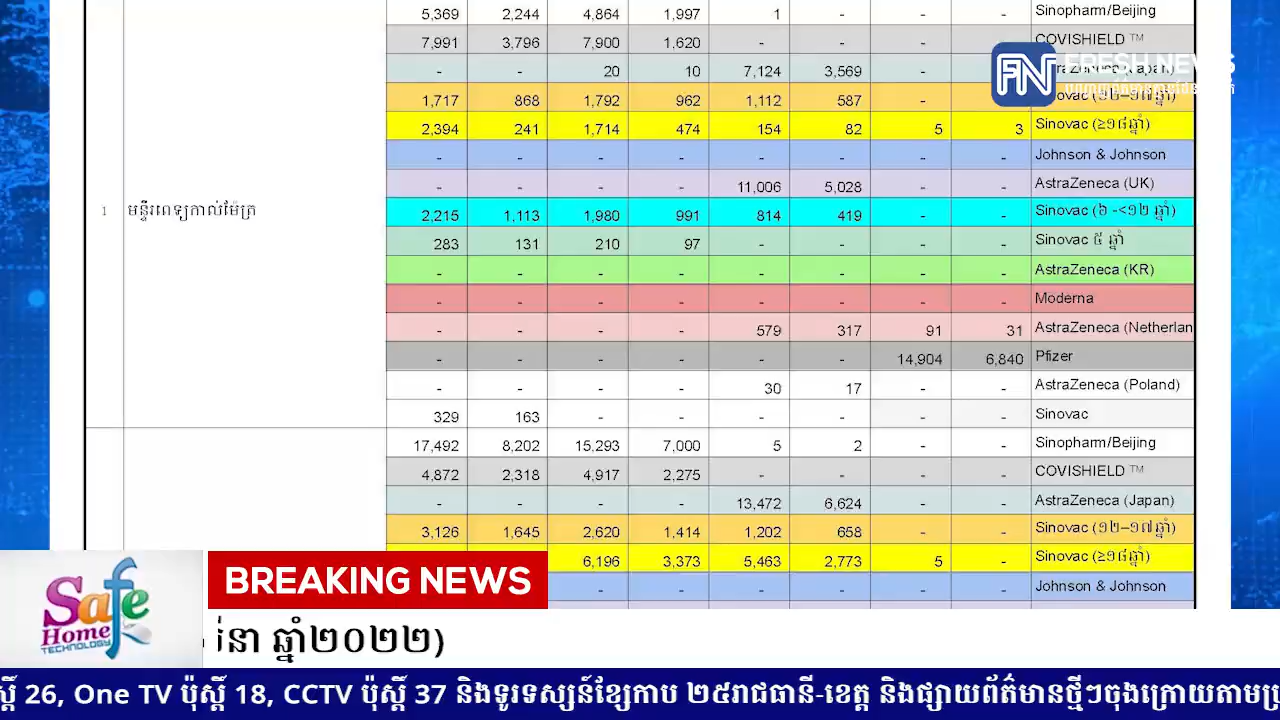 5,369 2,244 4,864 1,997 1 - - - Sinopharm/Beijing
7,991 3,796 7,900 1,620 - - - - COVISHIELD ™
- - 20 10 7,124 3,569 -
FRESH NEWS
1,717 868 1,792 962 1,112 587 - Sinovac (១២–១៧ឆ្នាំ)
2,394 241 1,714 474 154 82 5 3 Sinovac (≥១៨ឆ្នាំ)
- - - - - - - - Johnson & Johnson
- - - - 11,006 5,028 - - AstraZeneca (UK)
1 មន្ទីរពេទ្យកាល់ម៉ែត្រ 2,215 1,113 1,980 991 814 419 - - Sinovac (៦ -<១២ ឆ្នាំ)
283 131 210 97 - - - - Sinovac ៥ ឆ្នាំ
- - - - - - - - AstraZeneca (KR)
- - - - - - - - Moderna
- - - - 579 317 91 31 AstraZeneca (Netherlan
- - - - - - 14,904 6,840 Pfizer
- - - - 30 17 - - AstraZeneca (Poland)
329 163 - - - - - - Sinovac
17,492 8,202 15,293 7,000 5 2 - - Sinopharm/Beijing
4,872 2,318 4,917 2,275 - - - - COVISHIELD ™
- - - - 13,472 6,624 - - AstraZeneca (Japan)
3,126 1,645 2,620 1,414 1,202 658 - - Sinovac (១២–១៧ឆ្នាំ)
6,196 3,373 5,463 2,773 5 - Sinovac (≥១៨ឆ្នាំ)
- - - - - - Johnson & Johnson
Safe Home TECHNOLOGY
BREAKING NEWS
ឆ្នាំ២០២២)
ស្តិ៍ 26, One TV ប៉ុស្តិ៍ 18, CCTV ប៉ុស្តិ៍ 37 និងទូរទស្សន៍ខ្សែកាប ២៥រាជធានី-ខេត្ត និងផ្សាយព័ត៌មានថ្មីៗចុងក្រោយតាមប្រ